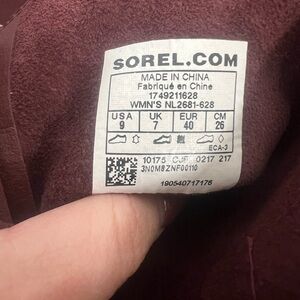 SOREL.COM
MADE IN CHINA
Fabriqué en Chine
1749211628
WMN'S NL2681-628
USA UK EUR CM
9 7 40 26
ECA-3
10175 CJF 0217 217
3N0M8ZNF00110
190540717176